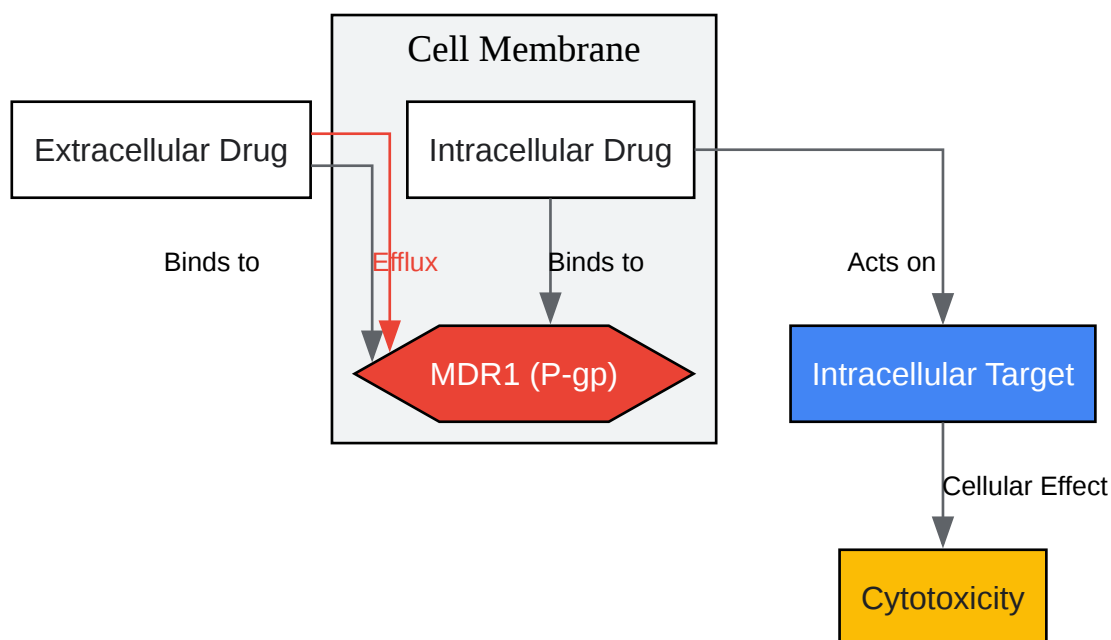 Cell Membrane
Extracellular Drug
Intracellular Drug
Binds to
Efflux
Binds to
Acts on
MDR1 (P-gp)
Intracellular Target
Cellular Effect
Cytotoxicity